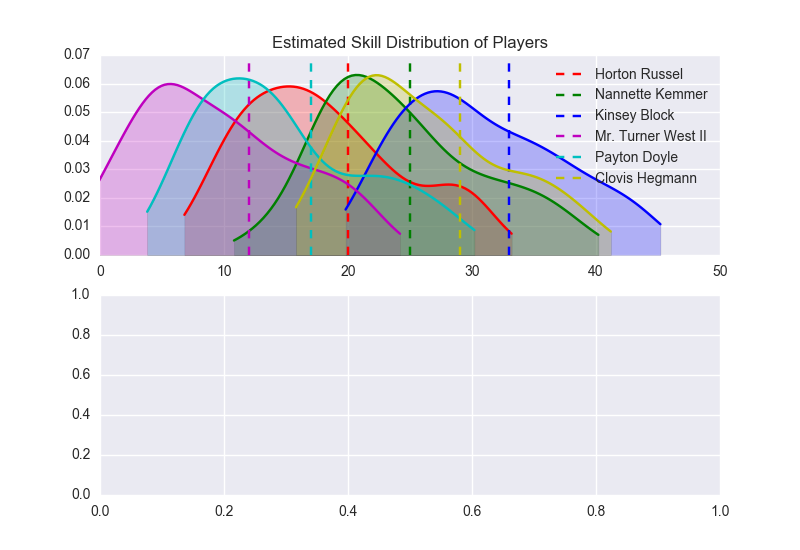 Estimated Skill Distribution of Players
0.07
0.06
0.05
0.04
0.03
0.02
0.01
0.00
Horton Russel
Nannette Kemmer
Kinsey Block
Mr. Turner West II
Payton Doyle
Clovis Hegmann
0 10 20 30 40 50
1.0
0.8
0.6
0.4
0.2
0.0
0.0 0.2 0.4 0.6 0.8 1.0